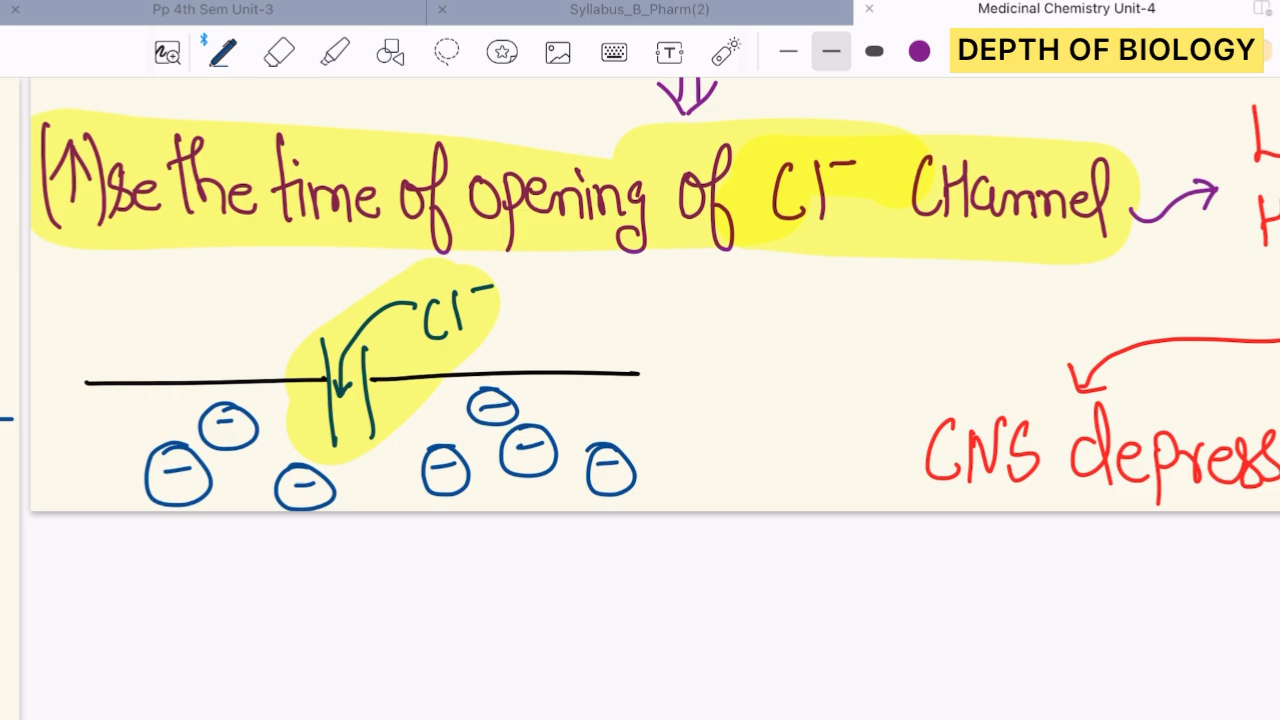 Pp 4th Sem Unit-3
Syllabus_B_Pharm(2)
Medicinal Chemistry Unit-4
DEPTH OF BIOLOGY
(↑)se the time of opening of Cl⁻ CHannel
Cl⁻
CNS depress